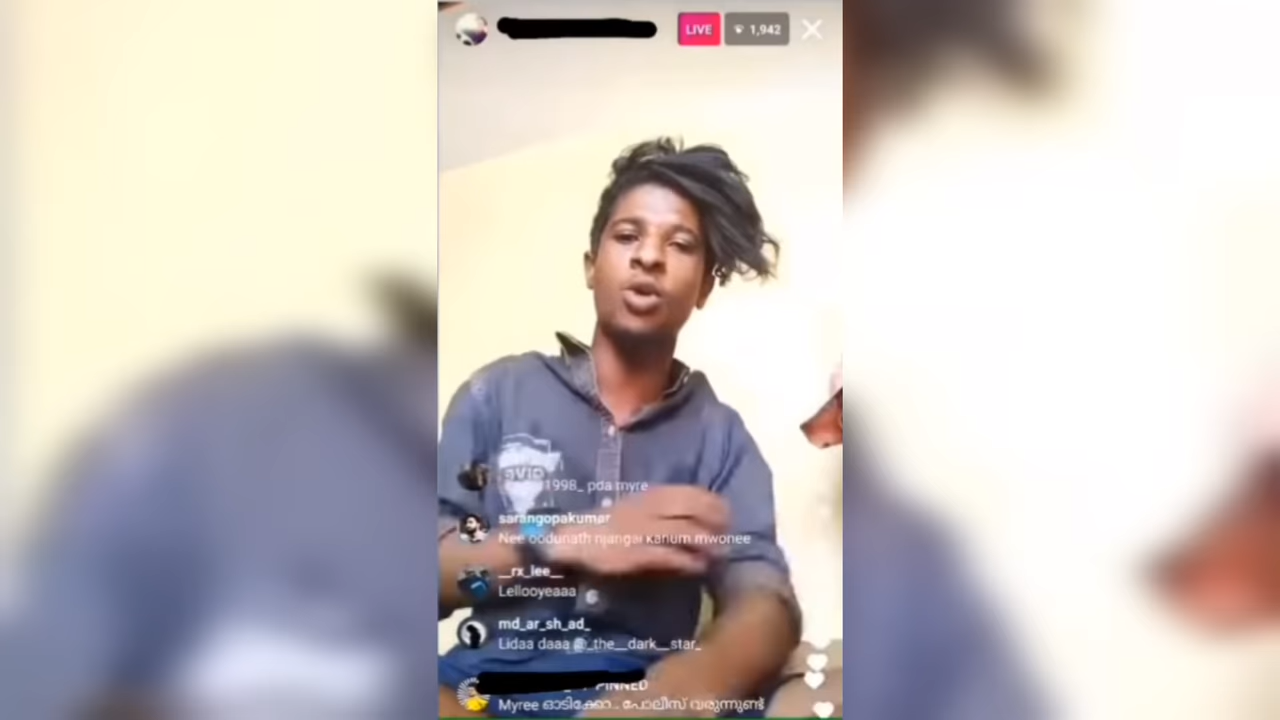 LIVE
1,942
1998_ pda myre
sarangopakumar
Nee oodunath njangal kanum mwonee
__rx_lee__
Lellooyeaaa
md_ar_sh_ad_
Lidaa daaa @_the__dark__star_
PINNED
Myree ഓടിക്കോ.. പോലീസ് വരുന്നുണ്ട്